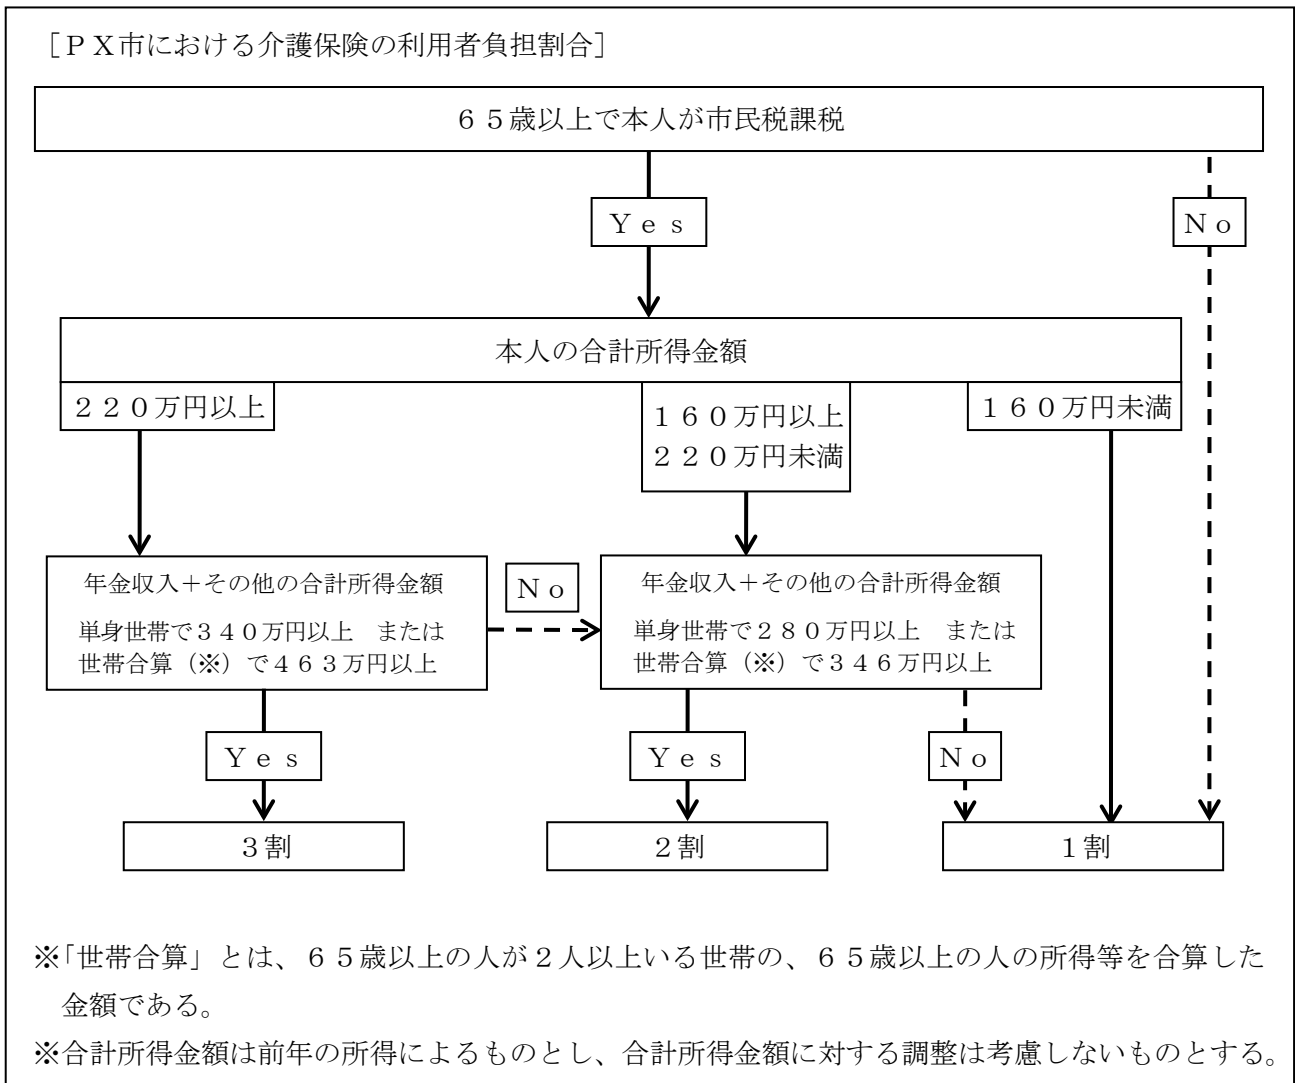 ［ＰＸ市における介護保険の利用者負担割合］
６５歳以上で本人が市民税課税
Ｙｅｓ
Ｎｏ
本人の合計所得金額
２２０万円以上
１６０万円以上
２２０万円未満
１６０万円未満
年金収入＋その他の合計所得金額
単身世帯で３４０万円以上　または
世帯合算（※）で４６３万円以上
Ｎｏ
年金収入＋その他の合計所得金額
単身世帯で２８０万円以上　または
世帯合算（※）で３４６万円以上
Ｙｅｓ
Ｙｅｓ
Ｎｏ
３割
２割
１割
※「世帯合算」とは、６５歳以上の人が２人以上いる世帯の、６５歳以上の人の所得等を合算した
金額である。
※合計所得金額は前年の所得によるものとし、合計所得金額に対する調整は考慮しないものとする。